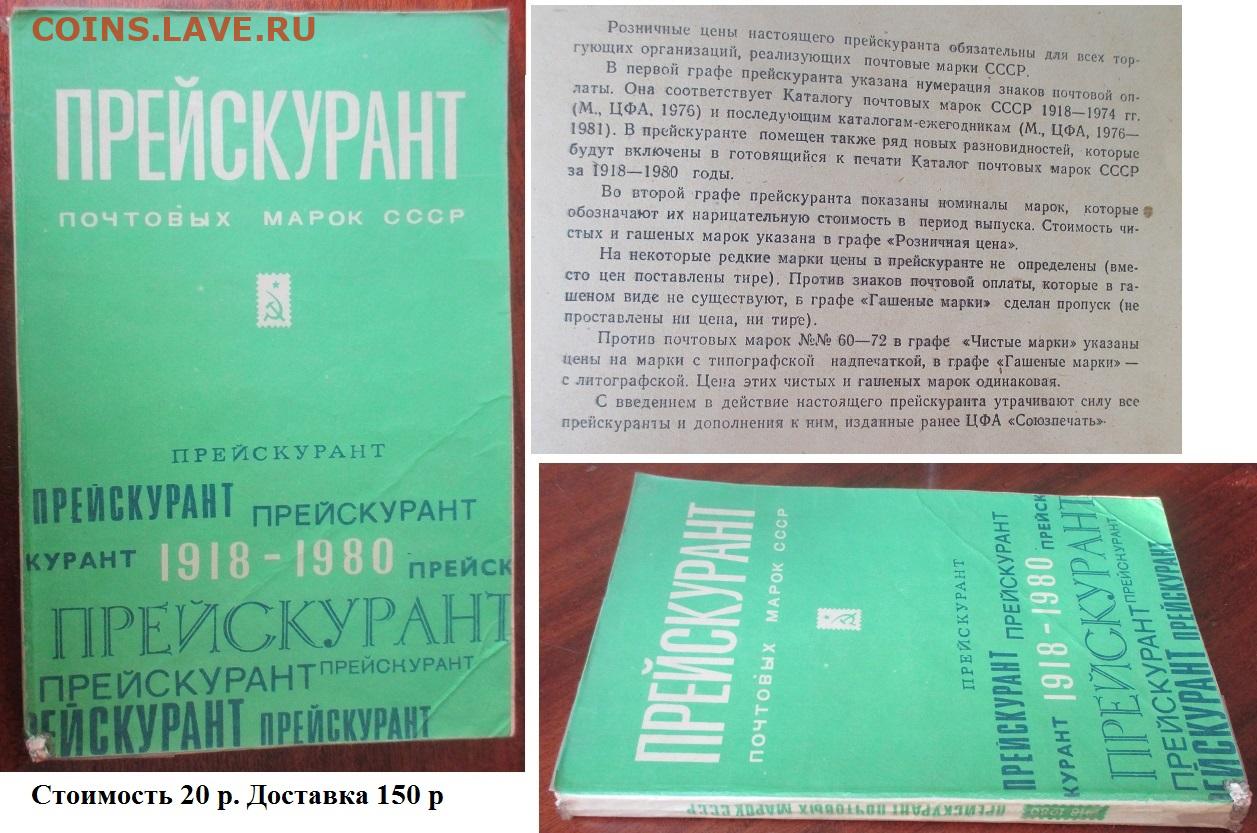 COINS.LAVE.RU
ПРЕЙСКУРАНТ
ПОЧТОВЫХ МАРОК СССР
ПРЕЙСКУРАНТ
ПРЕЙСКУРАНТ ПРЕЙСКУРАНТ
КУРАНТ 1918-1980 ПРЕЙСК
ПРЕЙСКУРАНТ
ПРЕЙСКУРАНТ ПРЕЙСКУРАНТ
РЕЙСКУРАНТ ПРЕЙСКУРАНТ
Стоимость 20 р. Доставка 150 р
Розничные цены настоящего прейскуранта обязательны для всех тор-
гующих организаций, реализующих почтовые марки СССР.
В первой графе прейскуранта указана нумерация знаков почтовой оп-
латы. Она соответствует Каталогу почтовых марок СССР 1918—1974 гг.
(М., ЦФА, 1976) и последующим каталогам-ежегодникам (М., ЦФА, 1976—
1981). В прейскуранте помещен также ряд новых разновидностей, которые
будут включены в готовящийся к печати Каталог почтовых марок СССР
за 1918—1980 годы.
Во второй графе прейскуранта показаны номиналы марок, которые
обозначают их нарицательную стоимость в период выпуска. Стоимость чи-
стых и гашеных марок указана в графе «Розничная цена».
На некоторые редкие марки цены в прейскуранте не определены (вме-
сто цен поставлены тире). Против знаков почтовой оплаты, которые в га-
шеном виде не существуют, в графе «Гашеные марки» сделан пропуск (не
проставлены ни цена, ни тире).
Против почтовых марок №№ 60—72 в графе «Чистые марки» указаны
цены на марки с типографской надпечаткой, в графе «Гашеные марки» —
с литографской. Цена этих чистых и гашеных марок одинаковая.
С введением в действие настоящего прейскуранта утрачивают силу все
прейскуранты и дополнения к ним, изданные ранее ЦФА «Союзпечать».
ПРЕЙСКУРАНТ
ПОЧТОВЫХ МАРОК СССР
ПРЕЙСКУРАНТ
ПРЕЙСКУРАНТ ПРЕЙСКУРАНТ
КУРАНТ 1918-1980 ПРЕЙСК
ПРЕЙСКУРАНТ
ПРЕЙСКУРАНТ ПРЕЙСКУРАНТ
РЕЙСКУРАНТ ПРЕЙСКУРАНТ
ПРЕЙСКУРАНТ ПОЧТОВЫХ МАРОК СССР 1918-1980